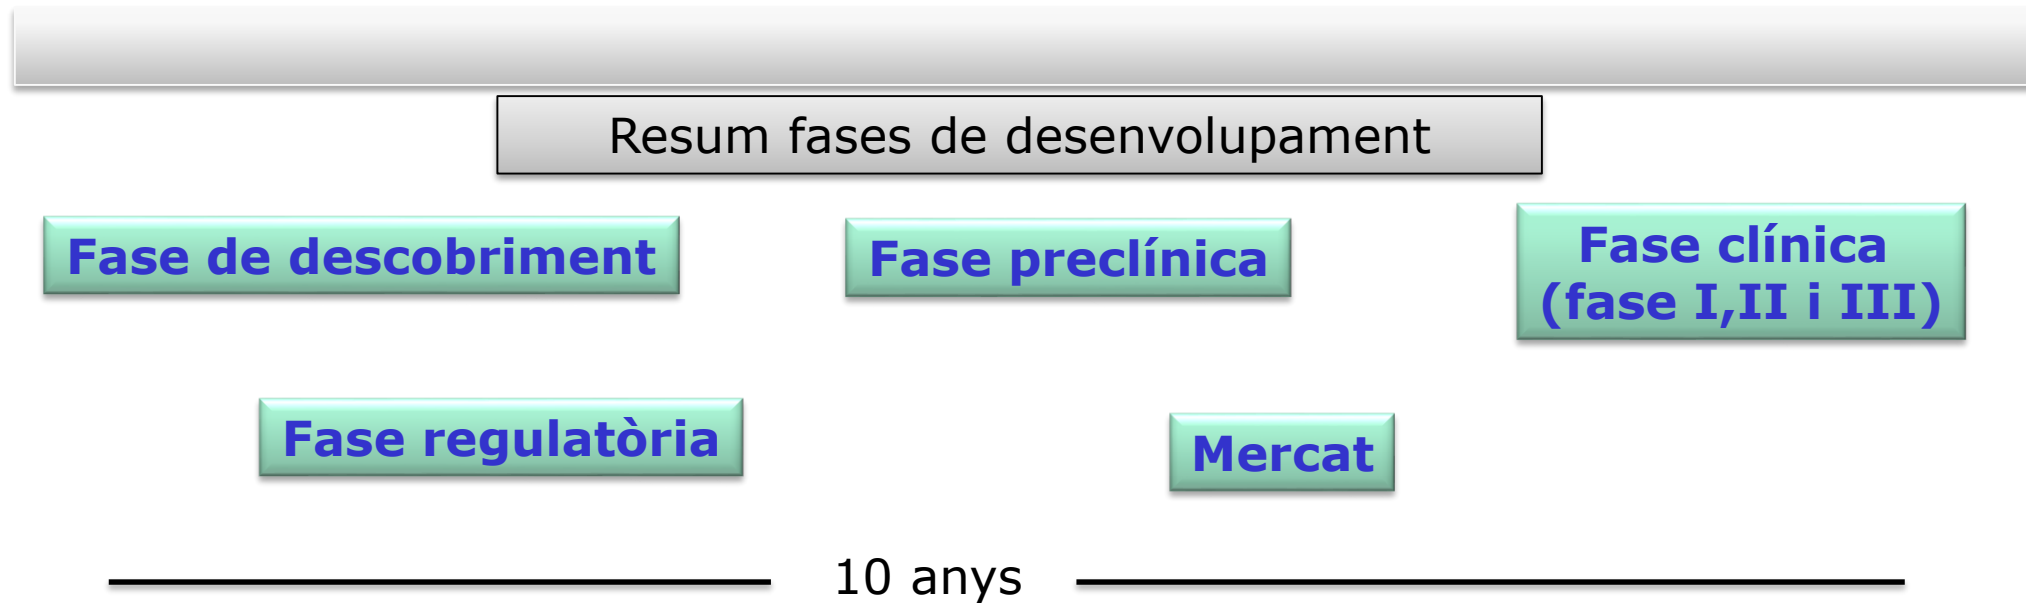 Resum fases de desenvolupament
Fase de descobriment
Fase preclínica
Fase clínica
(fase I,II i III)
Fase regulatòria
Mercat
10 anys